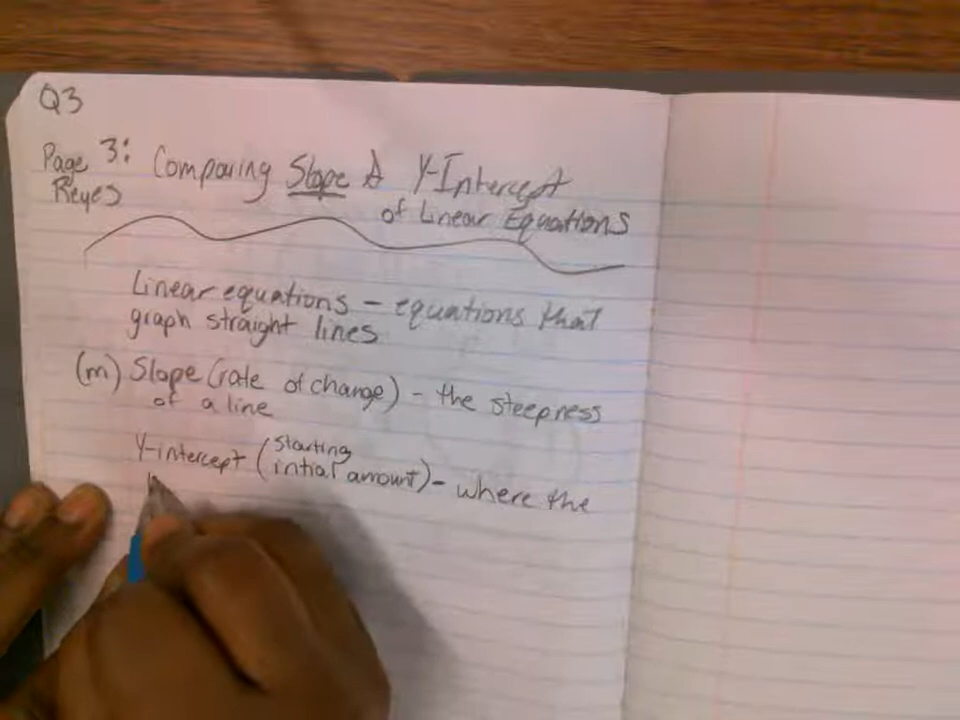 Q3
Page 3: Comparing Slope & Y-Intercept
Reyes
of Linear Equations
Linear equations - equations that
graph straight lines
(m) Slope (rate of change) - the steepness
of a line
Y-intercept (starting
intial amount) - where the